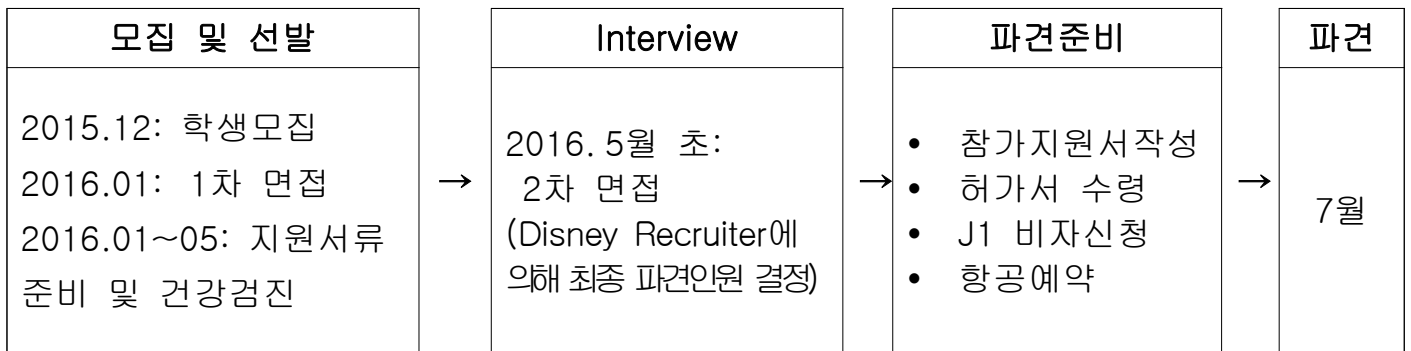 모집 및 선발
2015.12: 학생모집
2016.01: 1차 면접
2016.01~05: 지원서류
준비 및 건강검진
→
Interview
2016.5월 초:
2차 면접
(Disney Recruiter에
의해 최종 파견인원 결정)
→
파견준비
• 참가지원서작성
• 허가서 수령
• J1 비자신청
• 항공예약
→
파견
7월